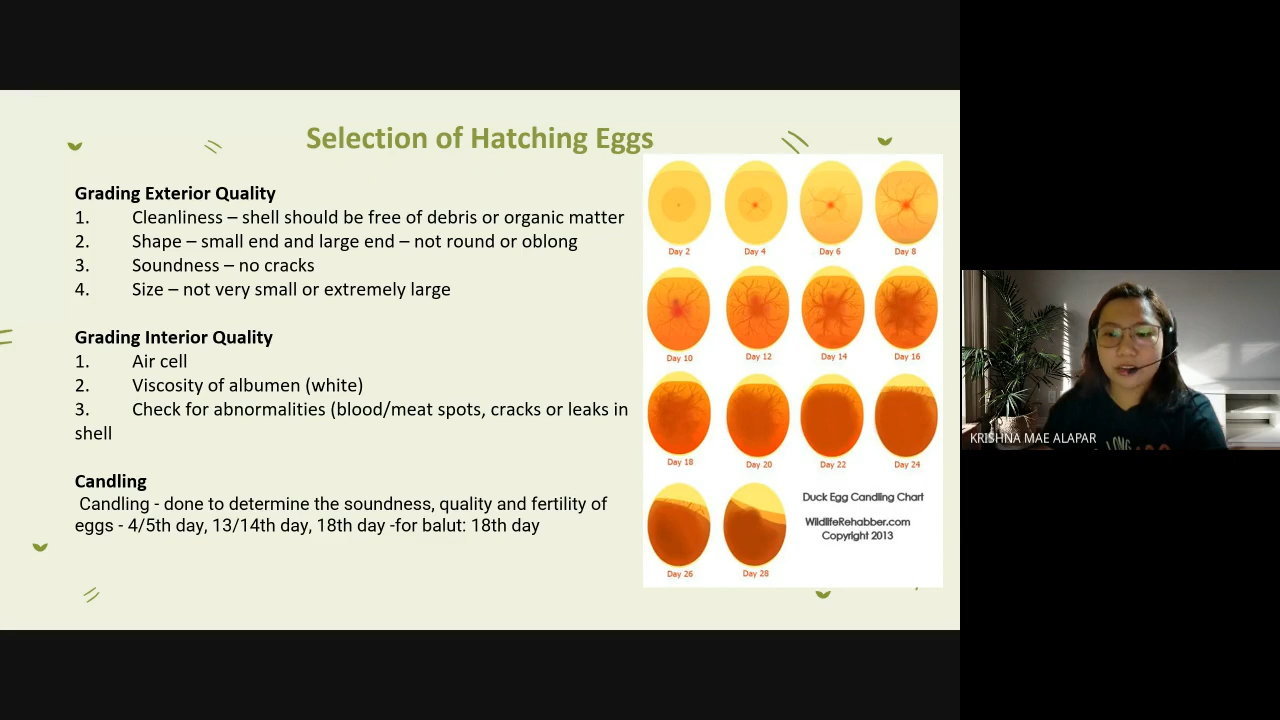 Selection of Hatching Eggs
Grading Exterior Quality
1. Cleanliness – shell should be free of debris or organic matter
2. Shape – small end and large end – not round or oblong
3. Soundness – no cracks
4. Size – not very small or extremely large
Grading Interior Quality
1. Air cell
2. Viscosity of albumen (white)
3. Check for abnormalities (blood/meat spots, cracks or leaks in
shell
Candling
Candling - done to determine the soundness, quality and fertility of
eggs - 4/5th day, 13/14th day, 18th day -for balut: 18th day
Day 2 Day 4 Day 6 Day 8
Day 10 Day 12 Day 14 Day 16
Day 18 Day 20 Day 22 Day 24
Duck Egg Candling Chart
WildlifeRehabber.com
Copyright 2013
Day 26 Day 28
KRISHNA MAE ALAPAR